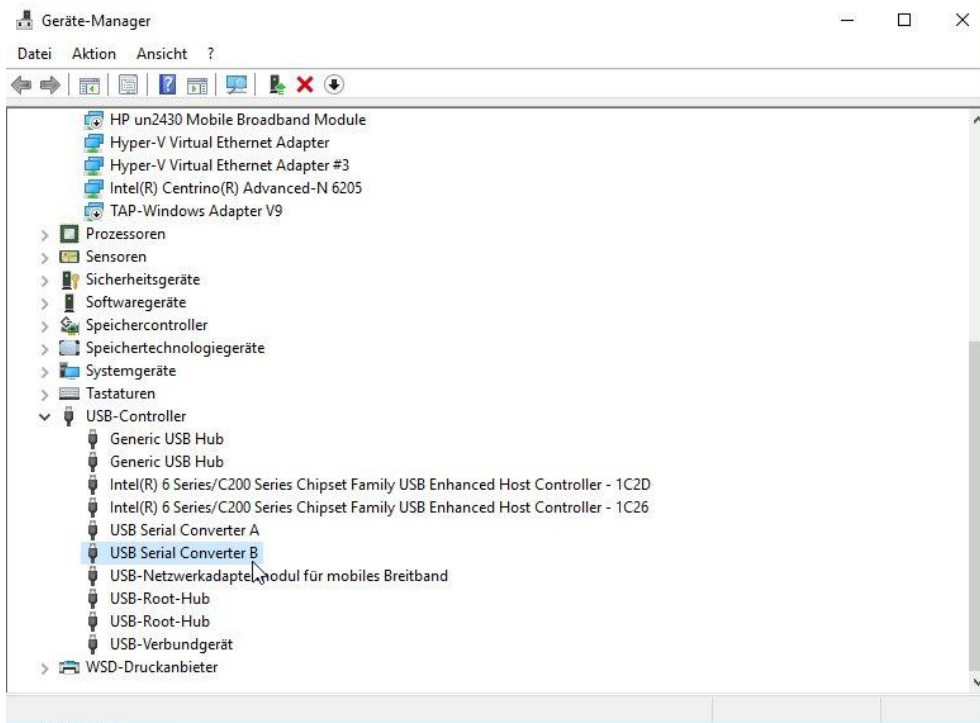 Geräte-Manager
Datei Aktion Ansicht ?
HP un2430 Mobile Broadband Module
Hyper-V Virtual Ethernet Adapter
Hyper-V Virtual Ethernet Adapter #3
Intel(R) Centrino(R) Advanced-N 6205
TAP-Windows Adapter V9
Prozessoren
Sensoren
Sicherheitsgeräte
Softwaregeräte
Speichercontroller
Speichertechnologiegeräte
Systemgeräte
Tastaturen
USB-Controller
Generic USB Hub
Generic USB Hub
Intel(R) 6 Series/C200 Series Chipset Family USB Enhanced Host Controller - 1C2D
Intel(R) 6 Series/C200 Series Chipset Family USB Enhanced Host Controller - 1C26
USB Serial Converter A
USB Serial Converter B
USB-Netzwerkadaptermodul für mobiles Breitband
USB-Root-Hub
USB-Root-Hub
USB-Verbundgerät
WSD-Druckanbieter